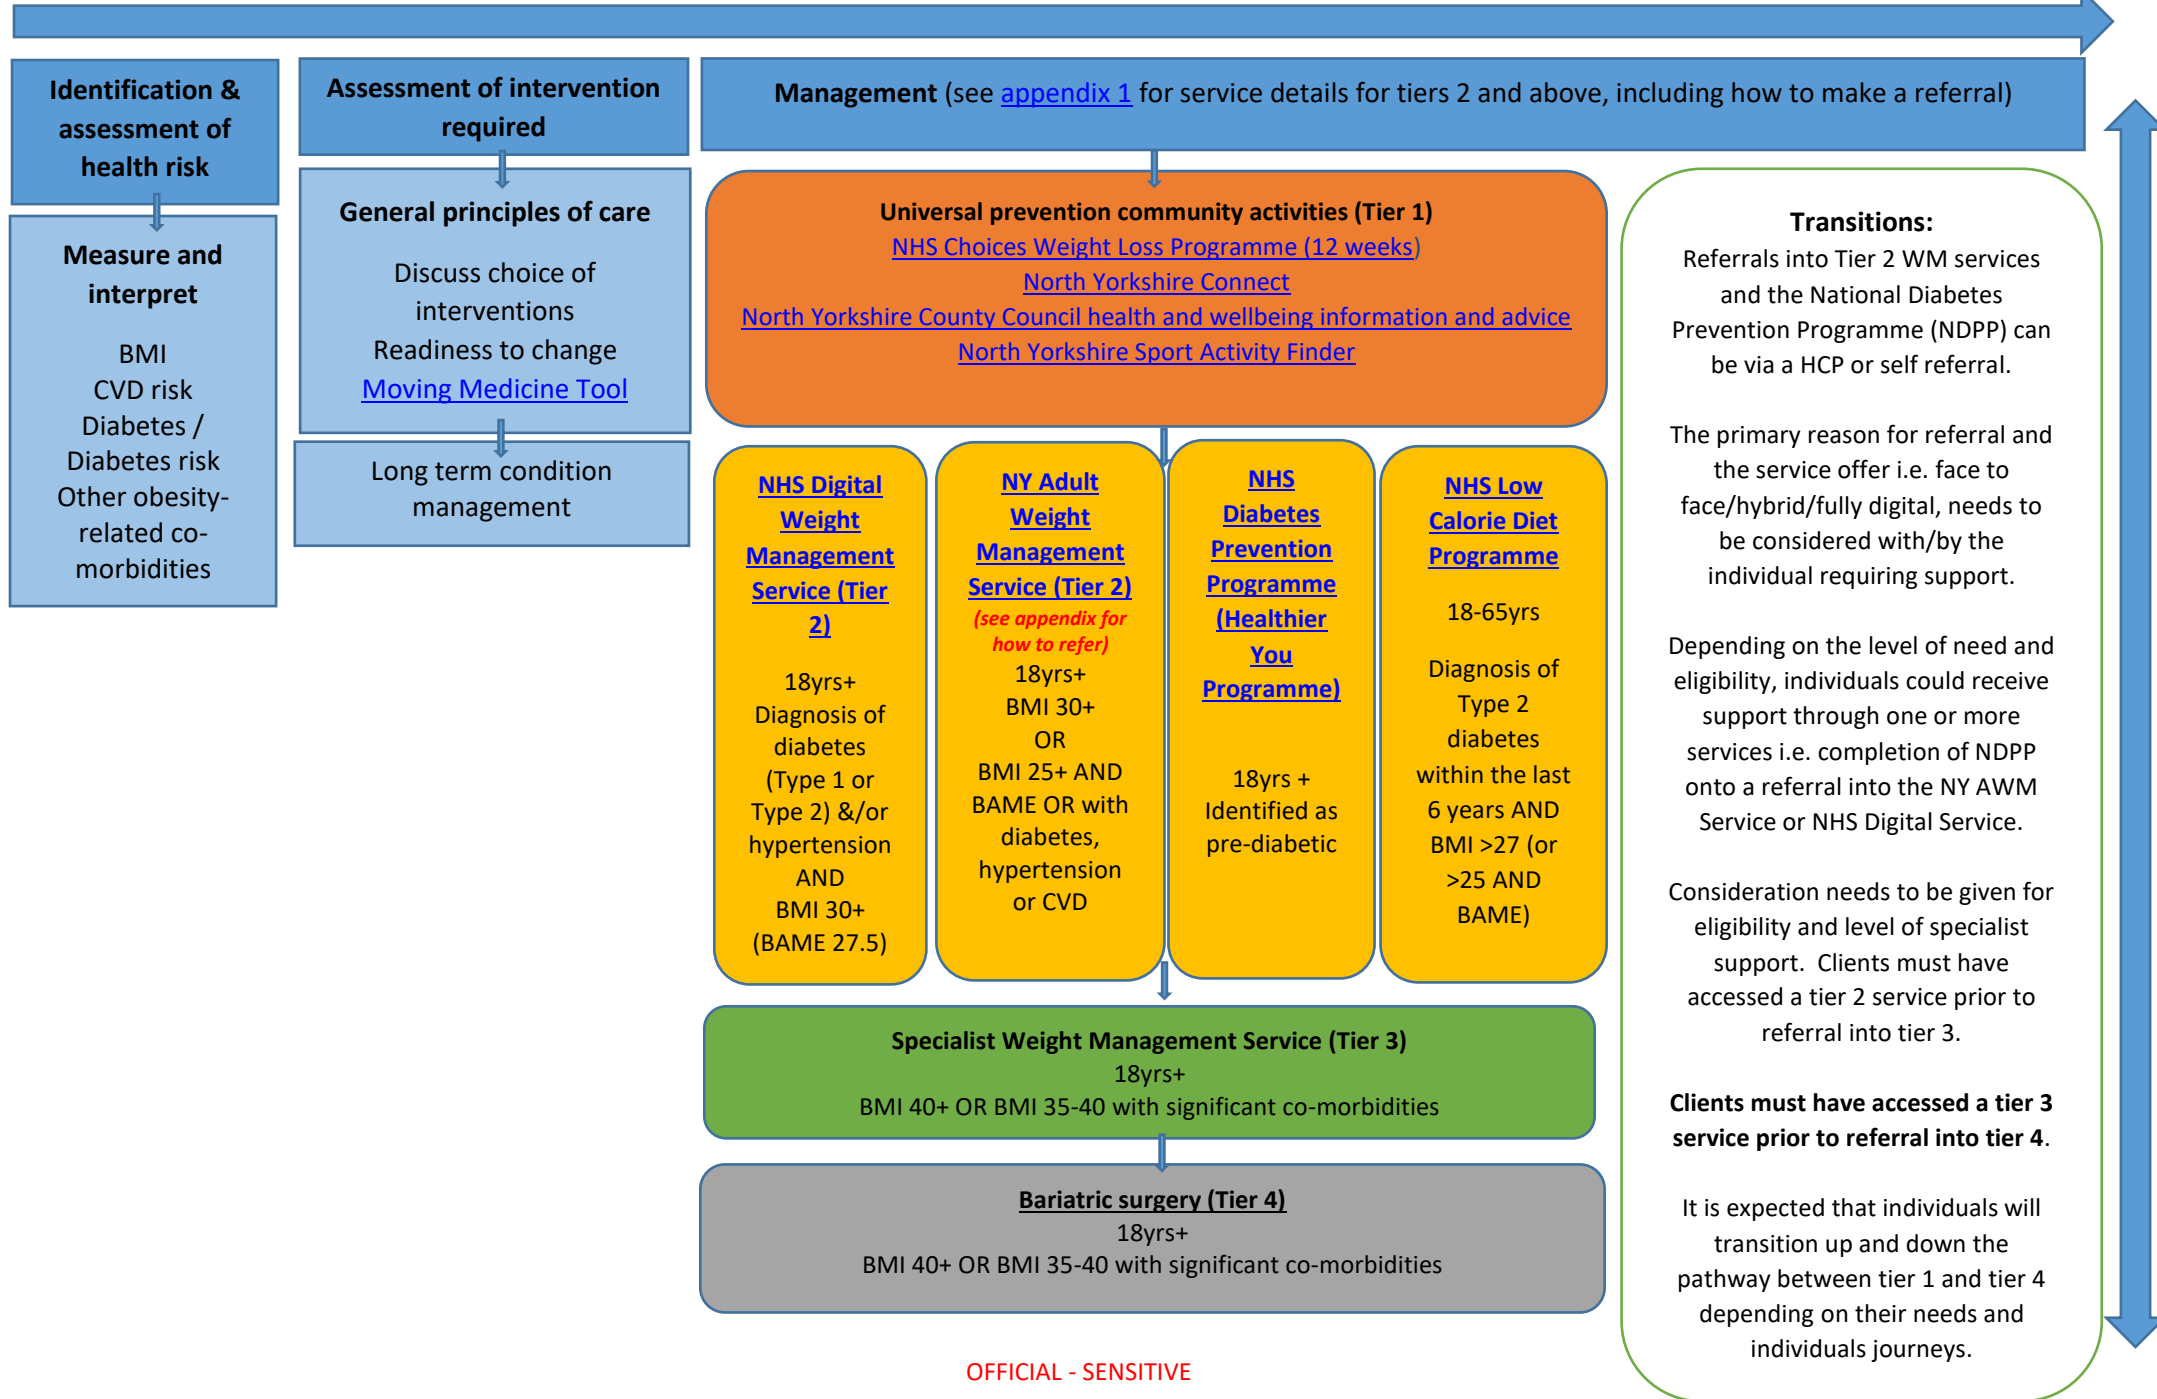 Identification &
assessment of
health risk
Measure and
interpret
BMI
CVD risk
Diabetes /
Diabetes risk
Other obesity-
related co-
morbidities
Assessment of intervention
required
General principles of care
Discuss choice of
interventions
Readiness to change
Moving Medicine Tool
Long term condition
management
Management (see appendix 1 for service details for tiers 2 and above, including how to make a referral)
Universal prevention community activities (Tier 1)
NHS Choices Weight Loss Programme (12 weeks)
North Yorkshire Connect
North Yorkshire County Council health and wellbeing information and advice
North Yorkshire Sport Activity Finder
NHS Digital
Weight
Management
Service (Tier
2)
18yrs+
Diagnosis of
diabetes
(Type 1 or
Type 2) &/or
hypertension
AND
BMI 30+
(BAME 27.5)
NY Adult
Weight
Management
Service (Tier 2)
(see appendix for
how to refer)
18yrs+
BMI 30+
OR
BMI 25+ AND
BAME OR with
diabetes,
hypertension
or CVD
NHS
Diabetes
Prevention
Programme
(Healthier
You
Programme)
18yrs +
Identified as
pre-diabetic
NHS Low
Calorie Diet
Programme
18-65yrs
Diagnosis of
Type 2
diabetes
within the last
6 years AND
BMI >27 (or
>25 AND
BAME)
Specialist Weight Management Service (Tier 3)
18yrs+
BMI 40+ OR BMI 35-40 with significant co-morbidities
Bariatric surgery (Tier 4)
18yrs+
BMI 40+ OR BMI 35-40 with significant co-morbidities
Transitions:
Referrals into Tier 2 WM services
and the National Diabetes
Prevention Programme (NDPP) can
be via a HCP or self referral.
The primary reason for referral and
the service offer i.e. face to
face/hybrid/fully digital, needs to
be considered with/by the
individual requiring support.
Depending on the level of need and
eligibility, individuals could receive
support through one or more
services i.e. completion of NDPP
onto a referral into the NY AWM
Service or NHS Digital Service.
Consideration needs to be given for
eligibility and level of specialist
support.  Clients must have
accessed a tier 2 service prior to
referral into tier 3.
Clients must have accessed a tier 3
service prior to referral into tier 4.
It is expected that individuals will
transition up and down the
pathway between tier 1 and tier 4
depending on their needs and
individuals journeys.
OFFICIAL - SENSITIVE